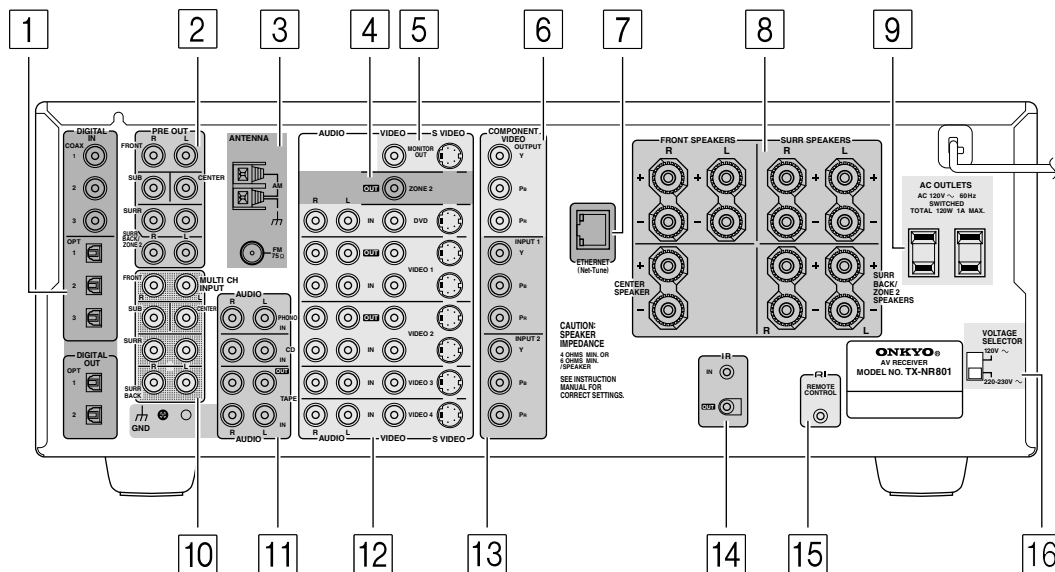 1 2 3 4 5 6 7 8 9
DIGITAL IN
COAX
1
2
3
OPT
1
2
3
DIGITAL OUT
OPT
1
2
PRE OUT
R L
FRONT
SUB CENTER
SURR
SURR BACK/ ZONE 2
R L
FRONT
MULTI CH INPUT
R L
SUB CENTER
SURR
R L
SURR BACK
GND
ANTENNA
AM
FM 75Ω
AUDIO
R L
PHONO
IN
CD
IN
OUT
TAPE
IN
R L
AUDIO
AUDIO VIDEO S VIDEO
MONITOR OUT
OUT ZONE 2
R L
IN DVD
OUT
VIDEO 1
IN
OUT
VIDEO 2
IN
IN VIDEO 3
IN VIDEO 4
R L
AUDIO VIDEO S VIDEO
COMPONENT VIDEO
OUTPUT
Y
PB
PR
INPUT 1
Y
PB
PR
INPUT 2
Y
PB
PR
ETHERNET
(Net-Tune)
CAUTION:
SPEAKER
IMPEDANCE
4 OHMS MIN. OR
6 OHMS MIN.
/SPEAKER
SEE INSTRUCTION
MANUAL FOR
CORRECT SETTINGS.
FRONT SPEAKERS
R L
SURR SPEAKERS
R L
+ + + +
− − − −
CENTER
SPEAKER
+ + +
− − −
SURR
BACK/
ZONE 2
SPEAKERS
R L
AC OUTLETS
AC 120V ~ 60Hz
SWITCHED
TOTAL 120W 1A MAX.
IR
IN
OUT
RI
REMOTE
CONTROL
ONKYO®
AV RECEIVER
MODEL NO. TX-NR801
VOLTAGE
SELECTOR
120V ~
220-230V ~
10 11 12 13 14 15 16